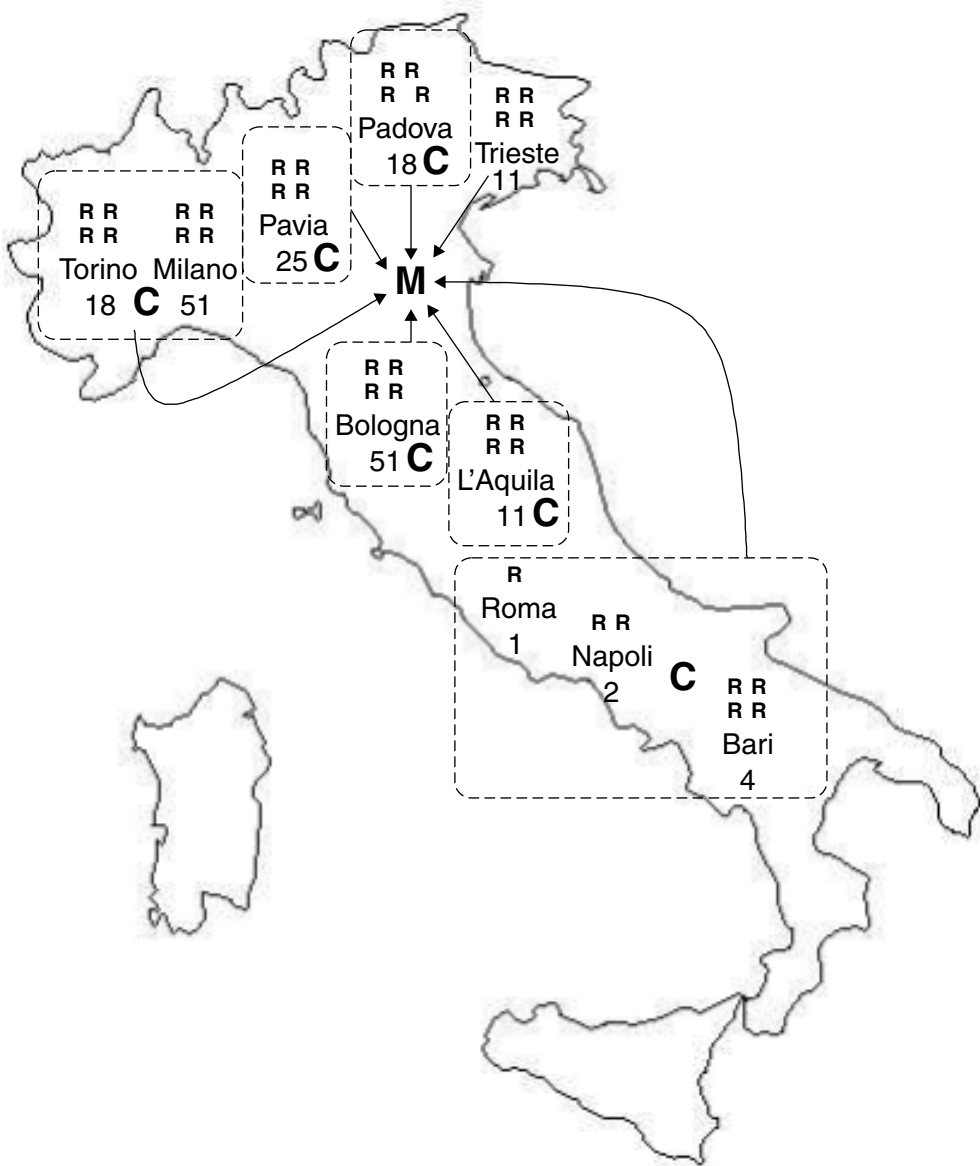 R R
R R
Padova
18 C
R R
R R
Trieste
11
R R
R R
Pavia
25 C
R R
R R
Torino
18
C
R R
R R
Milano
51
M
R R
R R
Bologna
51 C
R R
R R
L'Aquila
11 C
R
Roma
1
R R
Napoli
2
C
R R
R R
Bari
4